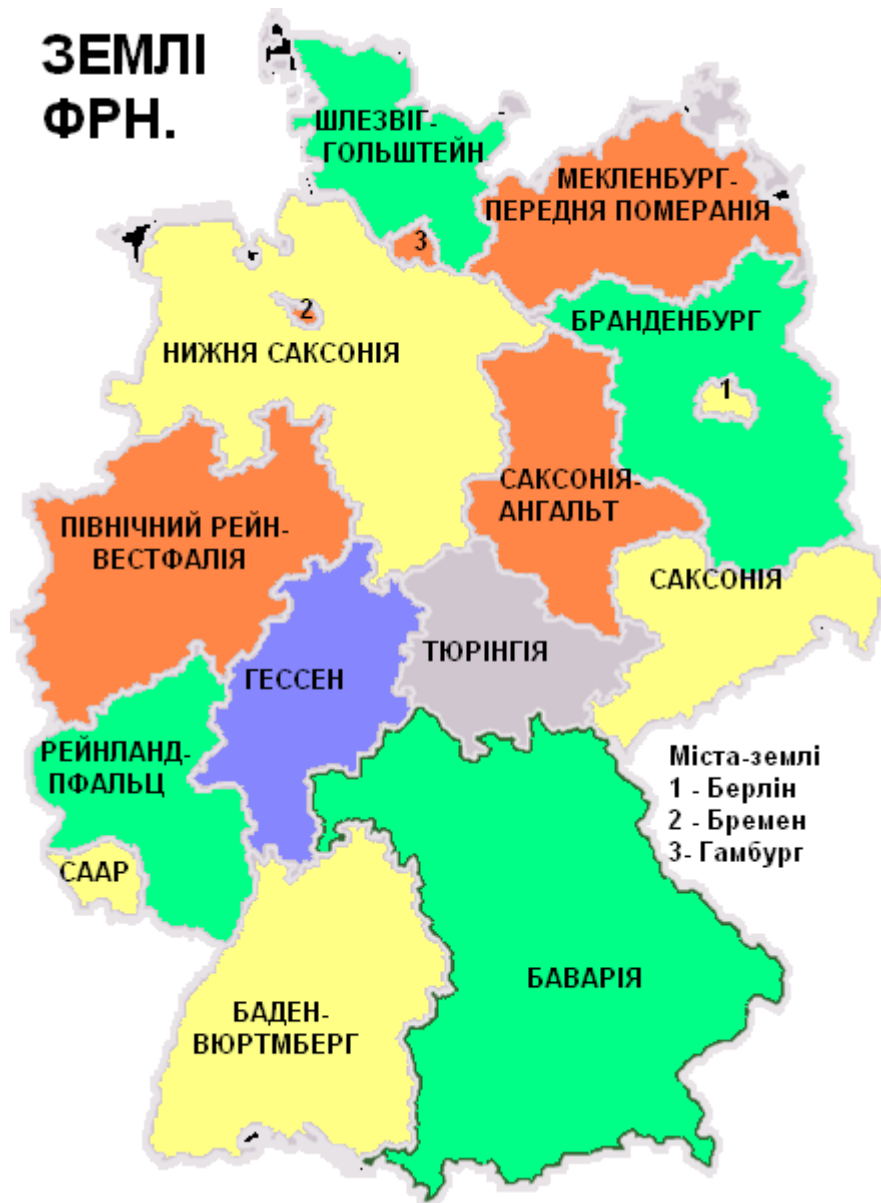 ЗЕМЛІ
ФРН.
ШЛЕЗВІГ-
ГОЛЬШТЕЙН
МЕКЛЕНБУРГ-
ПЕРЕДНЯ ПОМЕРАНІЯ
3
2
БРАНДЕНБУРГ
НИЖНЯ САКСОНІЯ
1
САКСОНІЯ-
АНГАЛЬТ
ПІВНІЧНИЙ РЕЙН-
ВЕСТФАЛІЯ
САКСОНІЯ
ТЮРІНГІЯ
ГЕССЕН
РЕЙНЛАНД-
ПФАЛЬЦ
Міста-землі
1 - Берлін
2 - Бремен
3- Гамбург
СААР
БАВАРІЯ
БАДЕН-
ВЮРТМБЕРГ